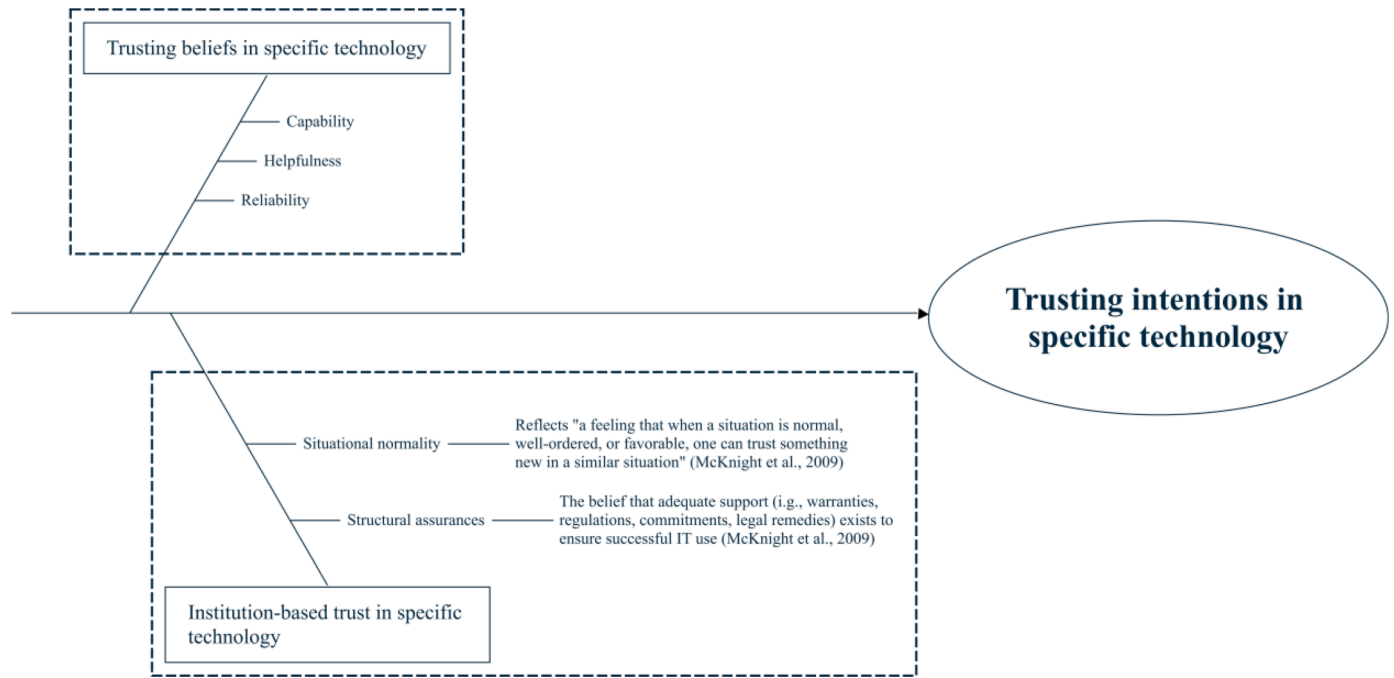 Trusting beliefs in specific technology
Capability
Helpfulness
Reliability
Trusting intentions in
specific technology
Situational normality
Reflects "a feeling that when a situation is normal,
well-ordered, or favorable, one can trust something
new in a similar situation" (McKnight et al., 2009)
Structural assurances
The belief that adequate support (i.e., warranties,
regulations, commitments, legal remedies) exists to
ensure successful IT use (McKnight et al., 2009)
Institution-based trust in specific
technology